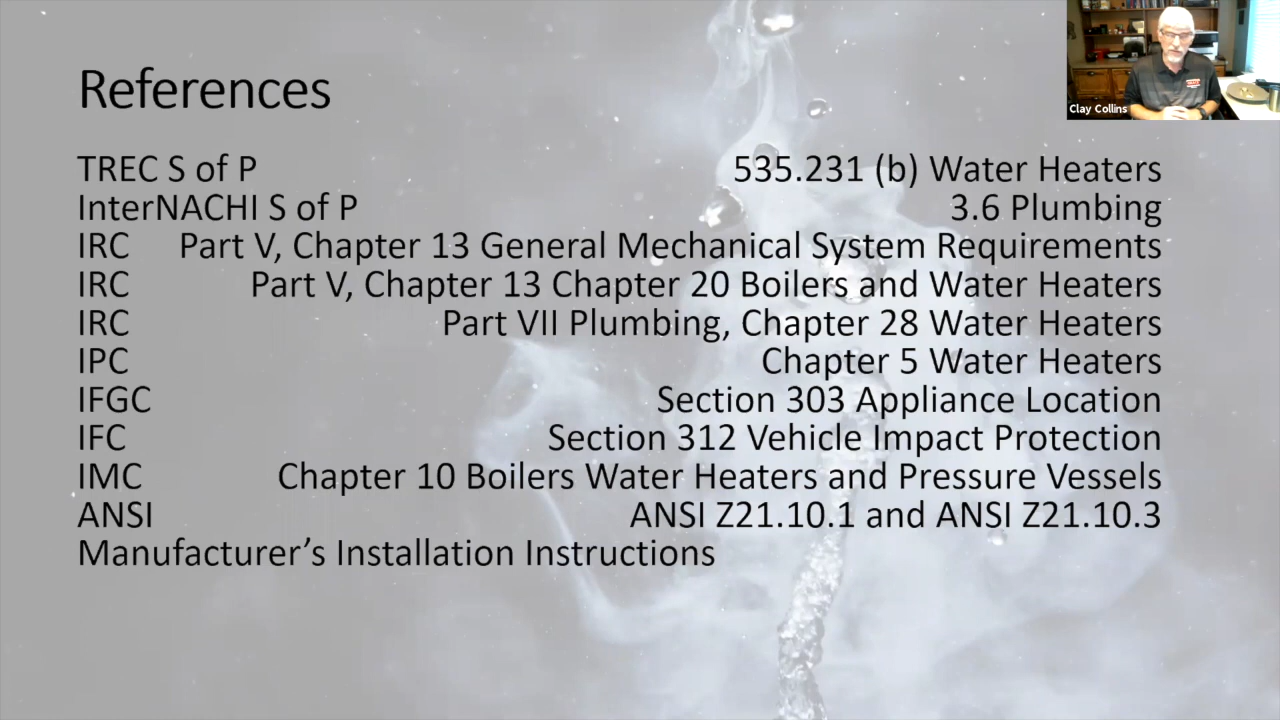 References
Clay Collins
TREC S of P 535.231 (b) Water Heaters
InterNACHI S of P 3.6 Plumbing
IRC Part V, Chapter 13 General Mechanical System Requirements
IRC Part V, Chapter 13 Chapter 20 Boilers and Water Heaters
IRC Part VII Plumbing, Chapter 28 Water Heaters
IPC Chapter 5 Water Heaters
IFGC Section 303 Appliance Location
IFC Section 312 Vehicle Impact Protection
IMC Chapter 10 Boilers Water Heaters and Pressure Vessels
ANSI ANSI Z21.10.1 and ANSI Z21.10.3
Manufacturer’s Installation Instructions